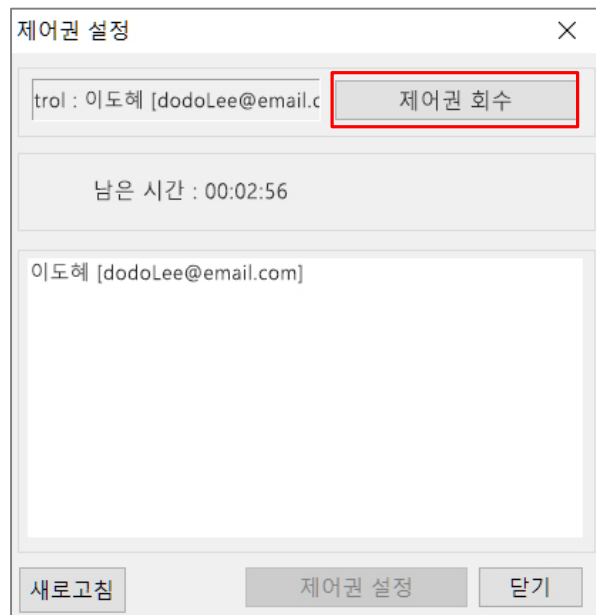 제어권 설정
trol : 이도혜 [dodoLee@email.c
제어권 회수
남은 시간 : 00:02:56
이도혜 [dodoLee@email.com]
새로고침
제어권 설정
닫기